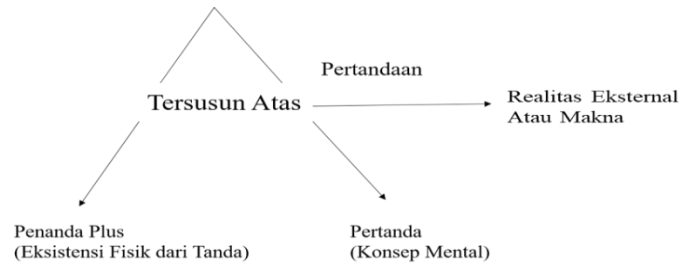 Pertandaan
Tersusun Atas
Realitas Eksternal
Atau Makna
Penanda Plus
(Eksistensi Fisik dari Tanda)
Pertanda
(Konsep Mental)